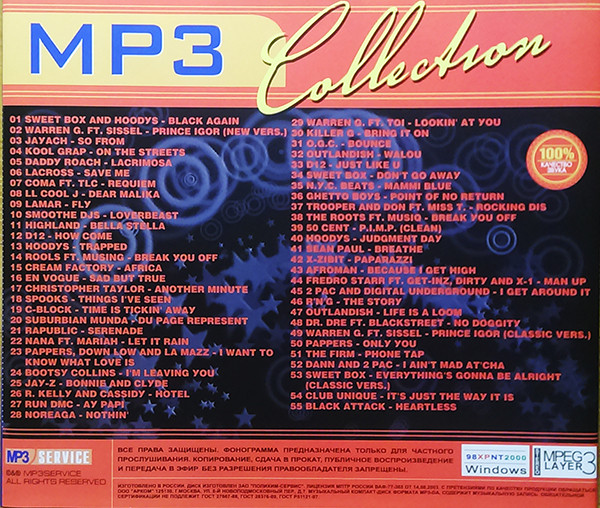 MP3
Collection
01 SWEET BOX AND HOODYS - BLACK AGAIN
02 WARREN G. FT. SISSEL - PRINCE IGOR (NEW VERS.)
03 JAYACH - SO FROM
04 KOOL GRAP - ON THE STREETS
05 DADDY ROACH - LACRIMOSA
06 LACROSS - SAVE ME
07 COMA FT. TLC - REQUIEM
08 LL COOL J - DEAR MALIKA
09 LAMAR - FLY
10 SMOOTHE DJS - LOVERBEAST
11 HIGHLAND - BELLA STELLA
12 D12 - HOW COME
13 HOODYS - TRAPPED
14 ROOLS FT. MUSING - BREAK YOU OFF
15 CREAM FACTORY - AFRICA
16 EN VOGUE - SAD BUT TRUE
17 CHRISTOPHER TAYLOR - ANOTHER MINUTE
18 SPOOKS - THINGS I'VE SEEN
19 C-BLOCK - TIME IS TICKIN' AWAY
20 SUBURBIAN MUNDA - DU PAGE REPRESENT
21 RAPUBLIC - SERENADE
22 NANA FT. MARIAH - LET IT RAIN
23 PAPPERS, DOWN LOW AND LA MAZZ - I WANT TO
KNOW WHAT LOVE IS
24 BOOTSY COLLINS - I'M LEAVING YOU
25 JAY-Z - BONNIE AND CLYDE
26 R. KELLY AND CASSIDY - HOTEL
27 RUN DMC - AY PAPI
28 NOREAGA - NOTHIN'
29 WARREN G. FT. TOI - LOOKIN' AT YOU
30 KILLER G - BRING IT ON
31 O.G.C. - BOUNCE
32 OUTLANDISH - WALOU
33 D12 - JUST LIKE U
34 SWEET BOX - DON'T GO AWAY
35 N.Y.C. BEATS - MAMMI BLUE
36 GHETTO BOYS - POINT OF NO RETURN
37 TROOPER AND DON FT. MISS T. - ROCKING DIS
38 THE ROOTS FT. MUSIQ - BREAK YOU OFF
39 50 CENT - P.I.M.P. (CLEAN)
40 HOODYS - JUDGMENT DAY
41 SEAN PAUL - BREATHE
42 X-ZIBIT - PAPARAZZI
43 AFROMAN - BECAUSE I GET HIGH
44 FREDRO STARR FT. GET-INZ, DIRTY AND X-1 - MAN UP
45 2 PAC AND DIGITAL UNDERGROUND - I GET AROUND IT
46 R'N'G - THE STORY
47 OUTLANDISH - LIFE IS A LOOM
48 DR. DRE FT. BLACKSTREET - NO DOGGITY
49 WARREN G. FT. SISSEL - PRINCE IGOR (CLASSIC VERS.)
50 PAPPERS - ONLY YOU
51 THE FIRM - PHONE TAP
52 DANN AND 2 PAC - I AIN'T MAD AT'CHA
53 SWEET BOX - EVERYTHING'S GONNA BE ALRIGHT
(CLASSIC VERS.)
54 CLUB UNIQUE - IT'S JUST THE WAY IT IS
55 BLACK ATTACK - HEARTLESS
100%
КАЧЕСТВО
ЗВУКА
MP3 SERVICE
MP3SERVICE
ALL RIGHTS RESERVED
ВСЕ ПРАВА ЗАЩИЩЕНЫ. ФОНОГРАММА ПРЕДНАЗНАЧЕНА ТОЛЬКО ДЛЯ ЧАСТНОГО
ПРОСЛУШИВАНИЯ. КОПИРОВАНИЕ, СДАЧА В ПРОКАТ, ПУБЛИЧНОЕ ВОСПРОИЗВЕДЕНИЕ
И ПЕРЕДАЧА В ЭФИР БЕЗ РАЗРЕШЕНИЯ ПРАВООБЛАДАТЕЛЯ ЗАПРЕЩЕНЫ.
98XPNT2000
Windows
MPEG
LAYER 3
ИЗГОТОВЛЕНО В РОССИИ. ДИСК ИЗГОТОВЛЕН ЗАО